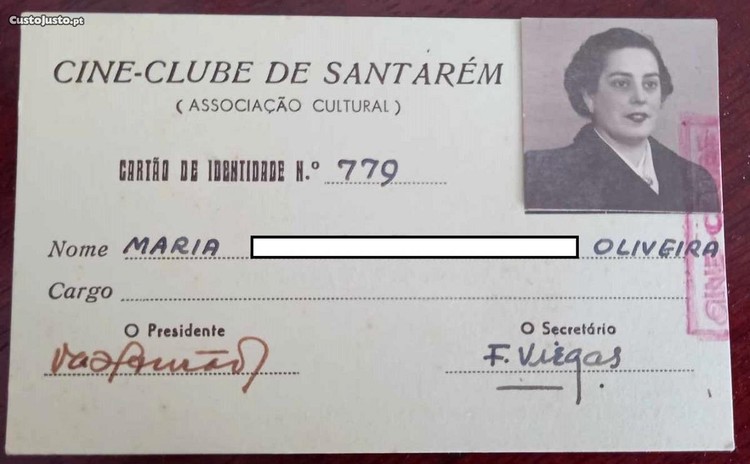 CustoJusto.pt
CINE-CLUBE DE SANTARÉM
( ASSOCIAÇÃO CULTURAL )
CARTÃO DE IDENTIDADE N.º 779
Nome MARIA OLIVEIRA
Cargo
O Presidente
O Secretário
F. Viegas
CINE-C